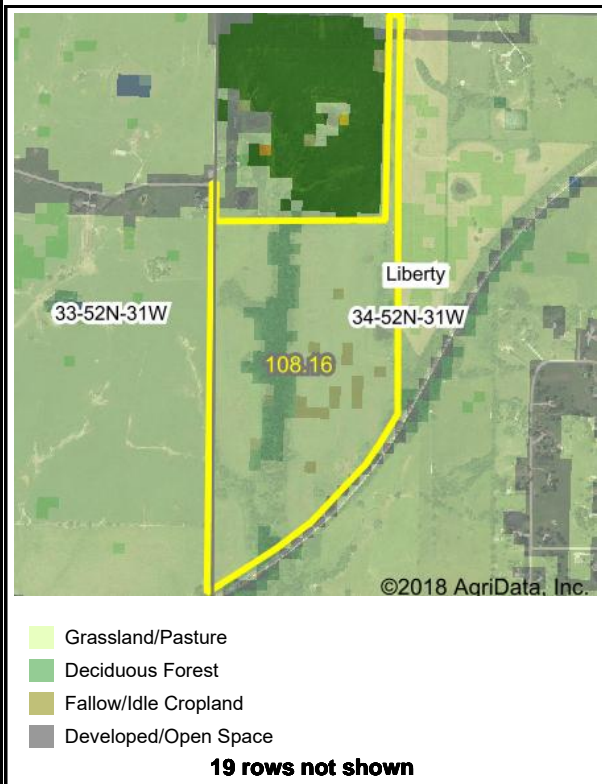 Liberty
33-52N-31W
34-52N-31W
108.16
©2018 AgriData, Inc.
Grassland/Pasture
Deciduous Forest
Fallow/Idle Cropland
Developed/Open Space
19 rows not shown